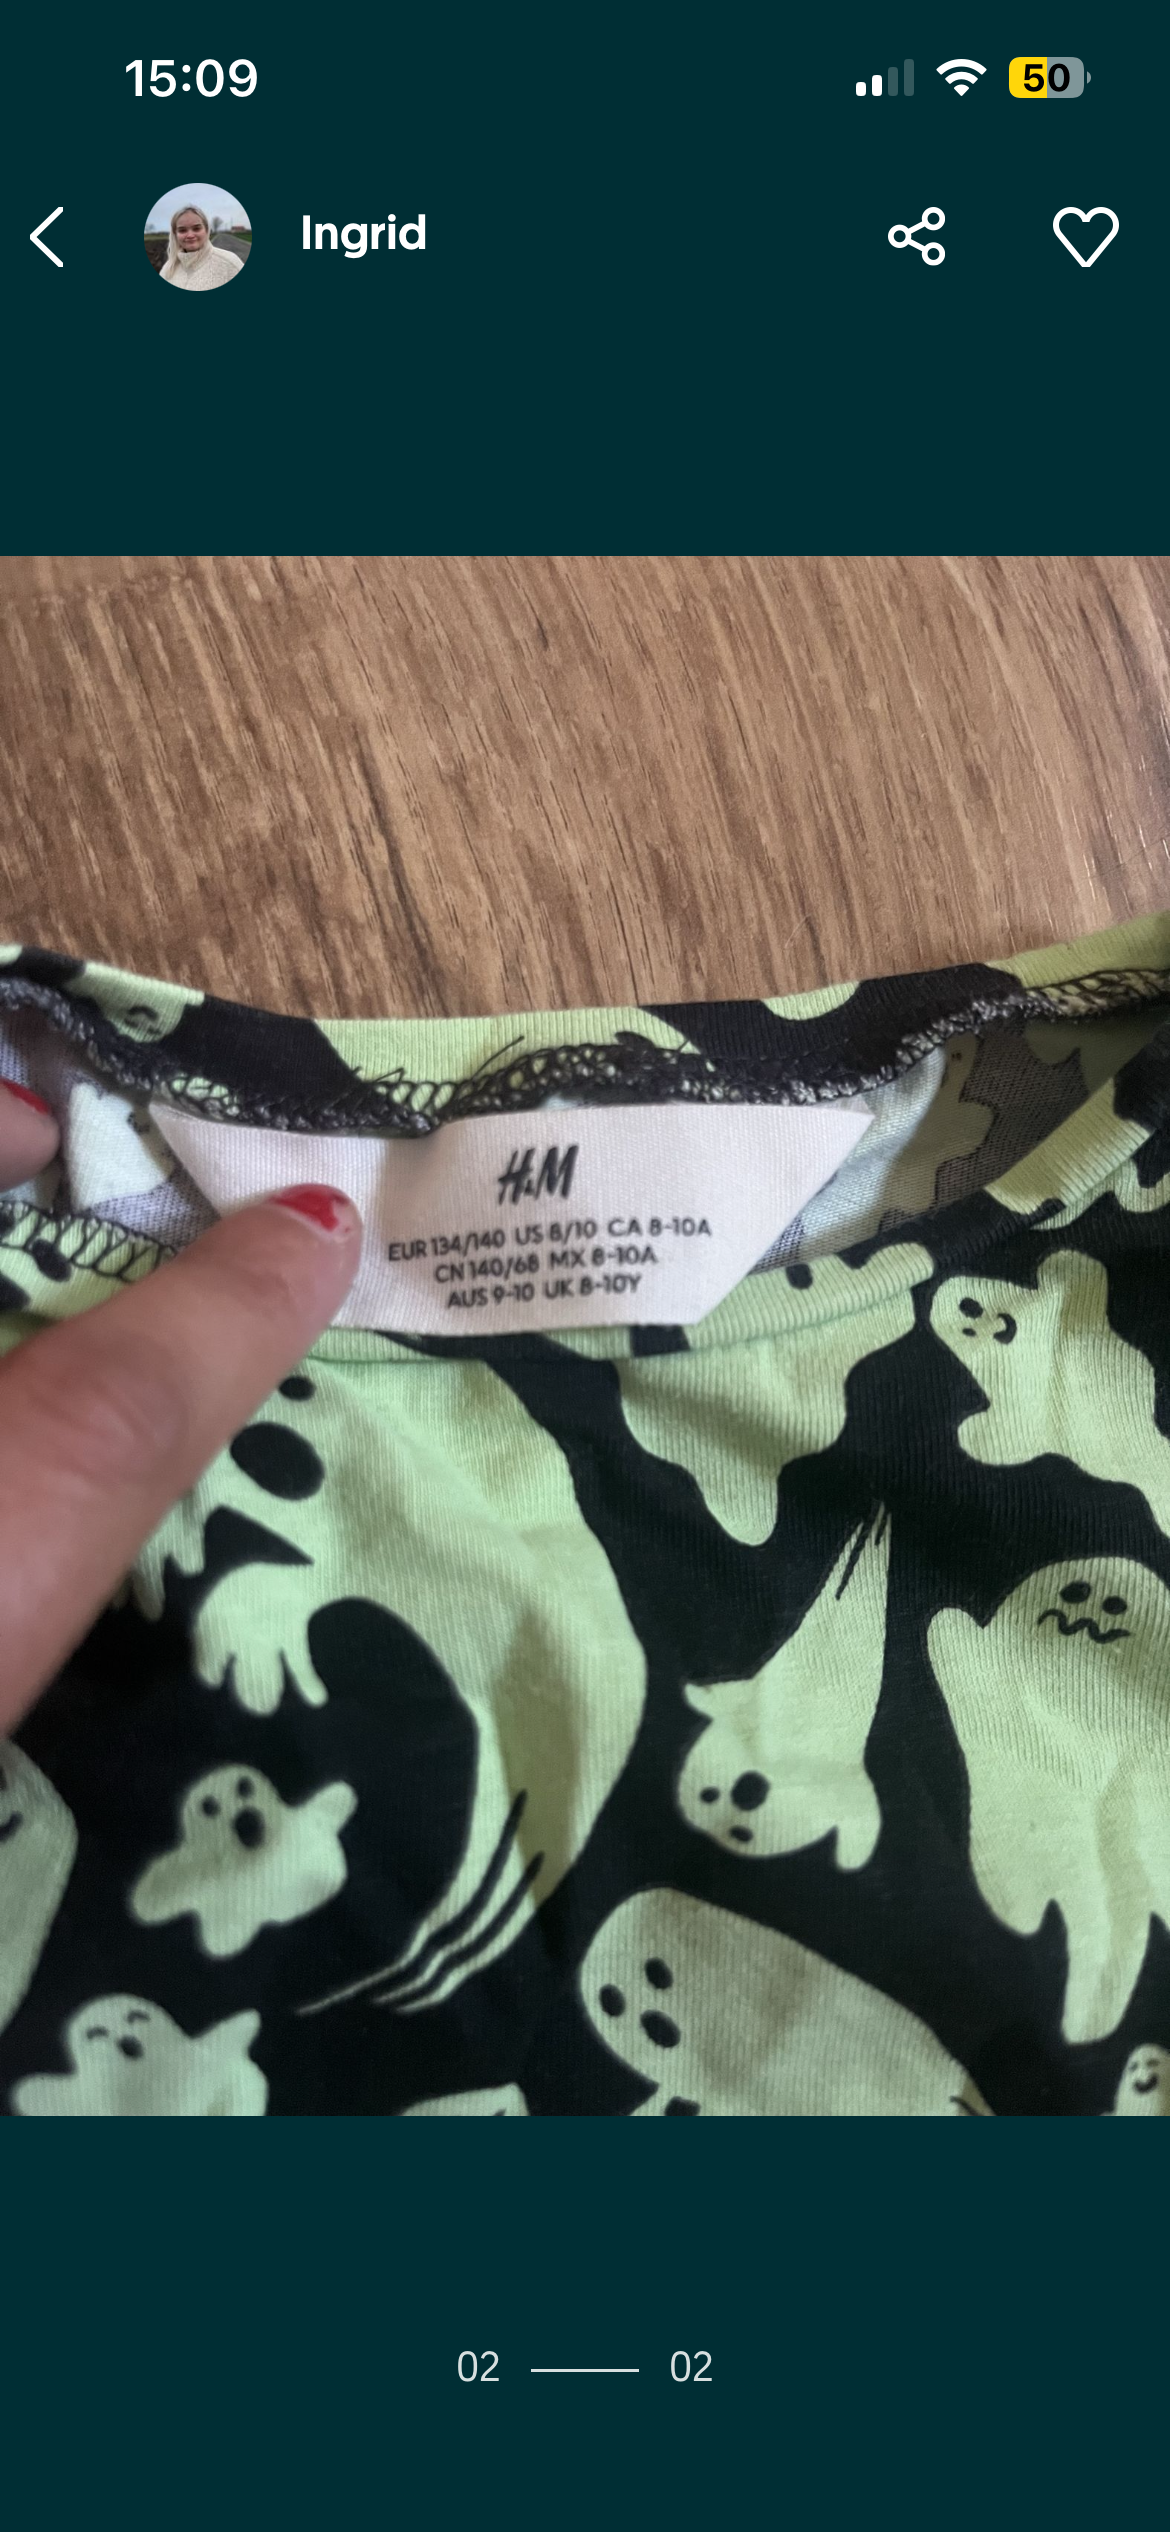 15:09
50
Ingrid
H&M
EUR 134/140 US 8/10 CA 8-10A
CN 140/68 MX 8-10A
AUS 9-10 UK 8-10Y
02 02